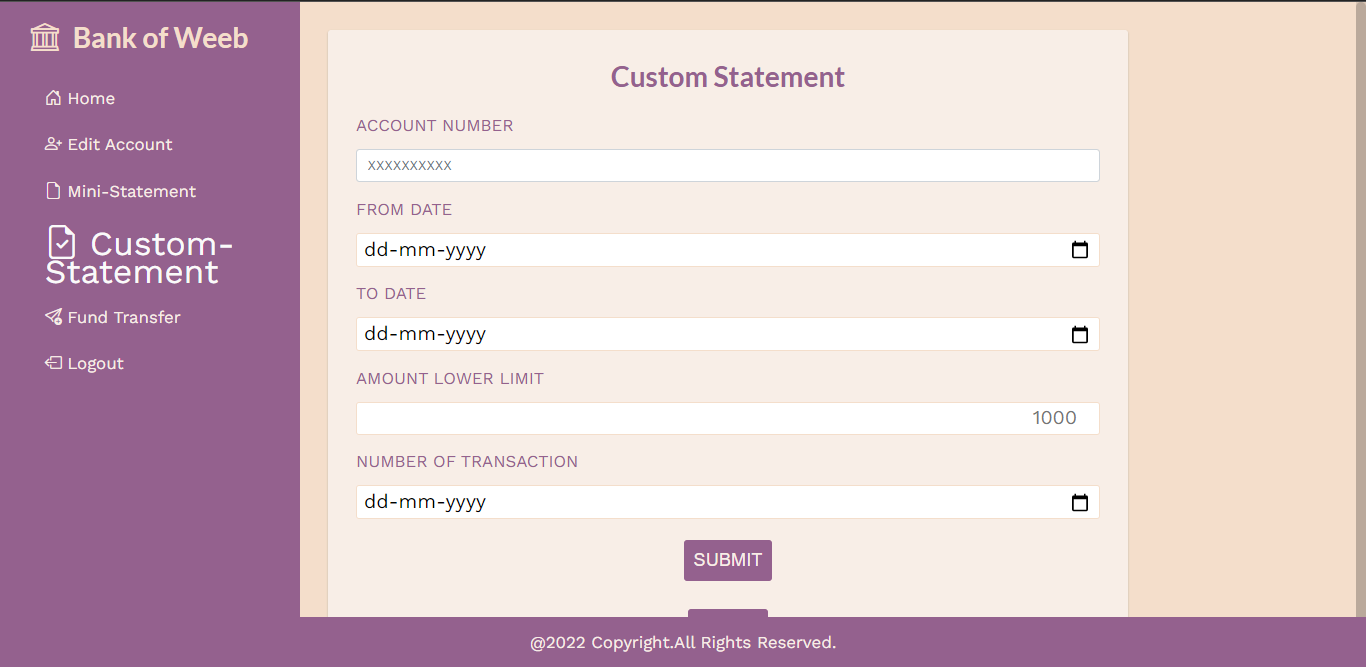 Bank of Weeb
Home
Edit Account
Mini-Statement
Custom-
Statement
Fund Transfer
Logout
Custom Statement
ACCOUNT NUMBER
xxxxxxxxxx
FROM DATE
dd-mm-yyyy
TO DATE
dd-mm-yyyy
AMOUNT LOWER LIMIT
1000
NUMBER OF TRANSACTION
dd-mm-yyyy
SUBMIT
@2022 Copyright.All Rights Reserved.